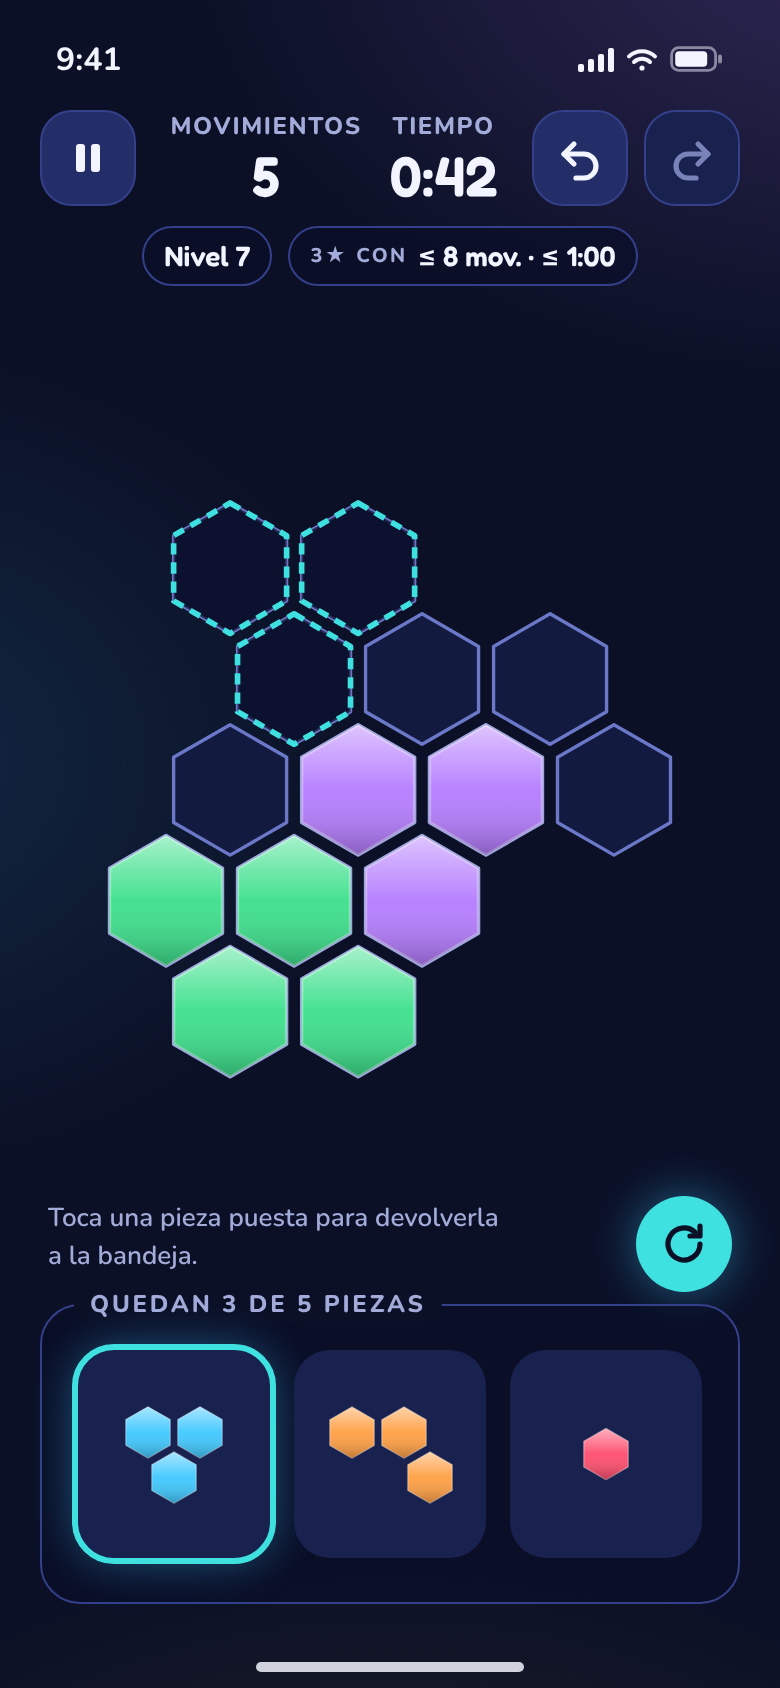 9:41
MOVIMIENTOS TIEMPO
5 0:42
Nivel 7 3★ CON ≤ 8 mov. · ≤ 1:00
Toca una pieza puesta para devolverla
a la bandeja.
QUEDAN 3 DE 5 PIEZAS